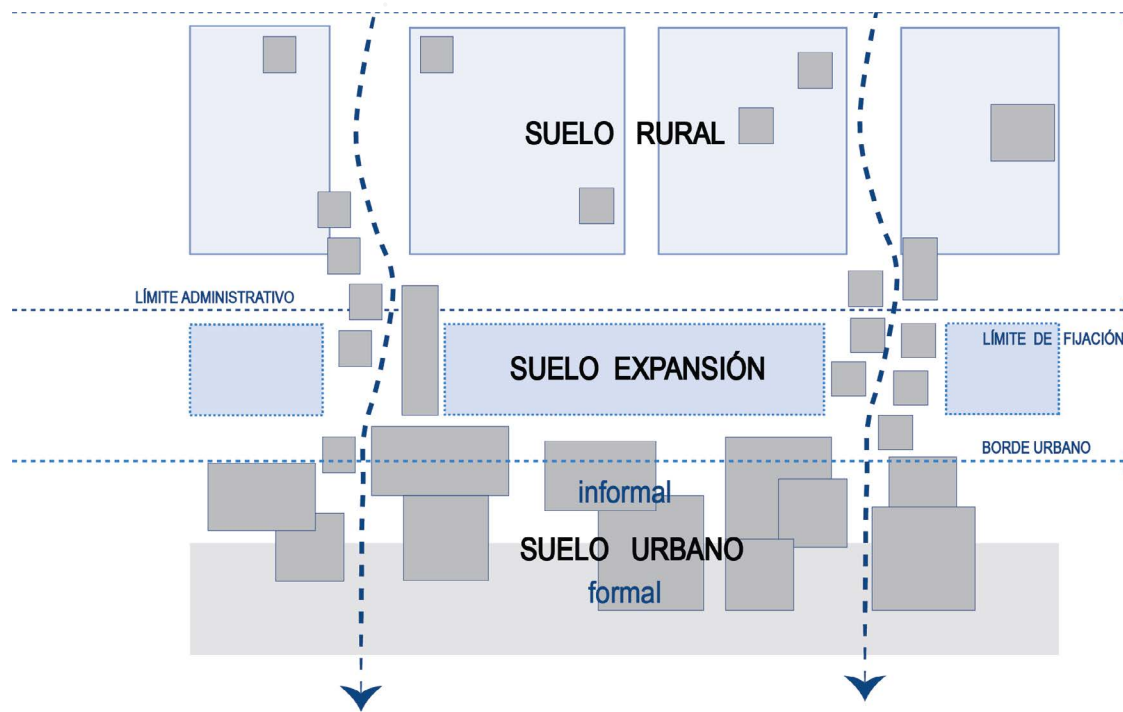 SUELO RURAL
LÍMITE ADMINISTRATIVO
LÍMITE DE FIJACIÓN
SUELO EXPANSIÓN
BORDE URBANO
informal
SUELO URBANO
formal